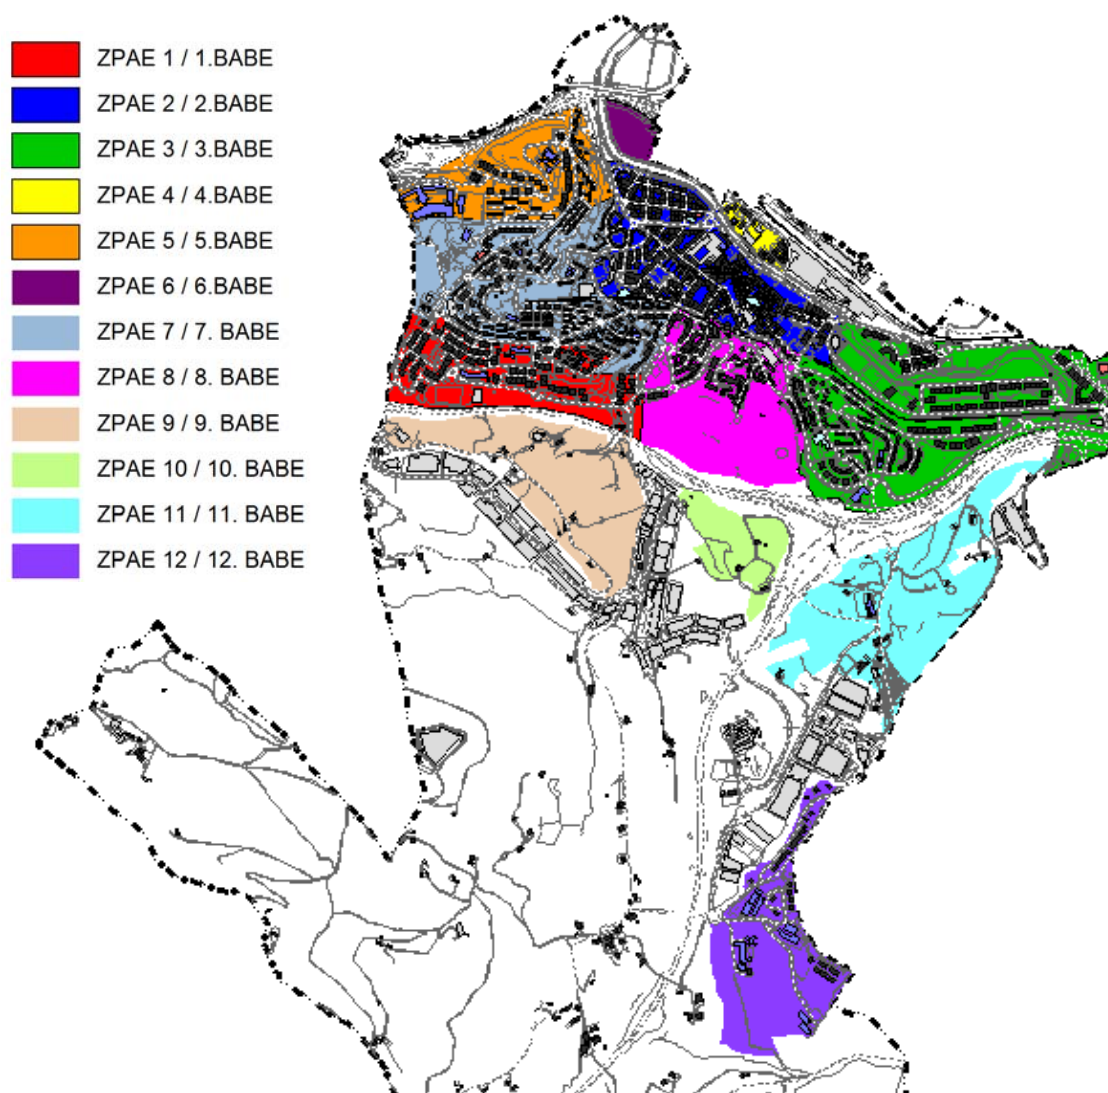 ZPAE 1 / 1.BABE
ZPAE 2 / 2.BABE
ZPAE 3 / 3.BABE
ZPAE 4 / 4.BABE
ZPAE 5 / 5.BABE
ZPAE 6 / 6.BABE
ZPAE 7 / 7. BABE
ZPAE 8 / 8. BABE
ZPAE 9 / 9. BABE
ZPAE 10 / 10. BABE
ZPAE 11 / 11. BABE
ZPAE 12 / 12. BABE